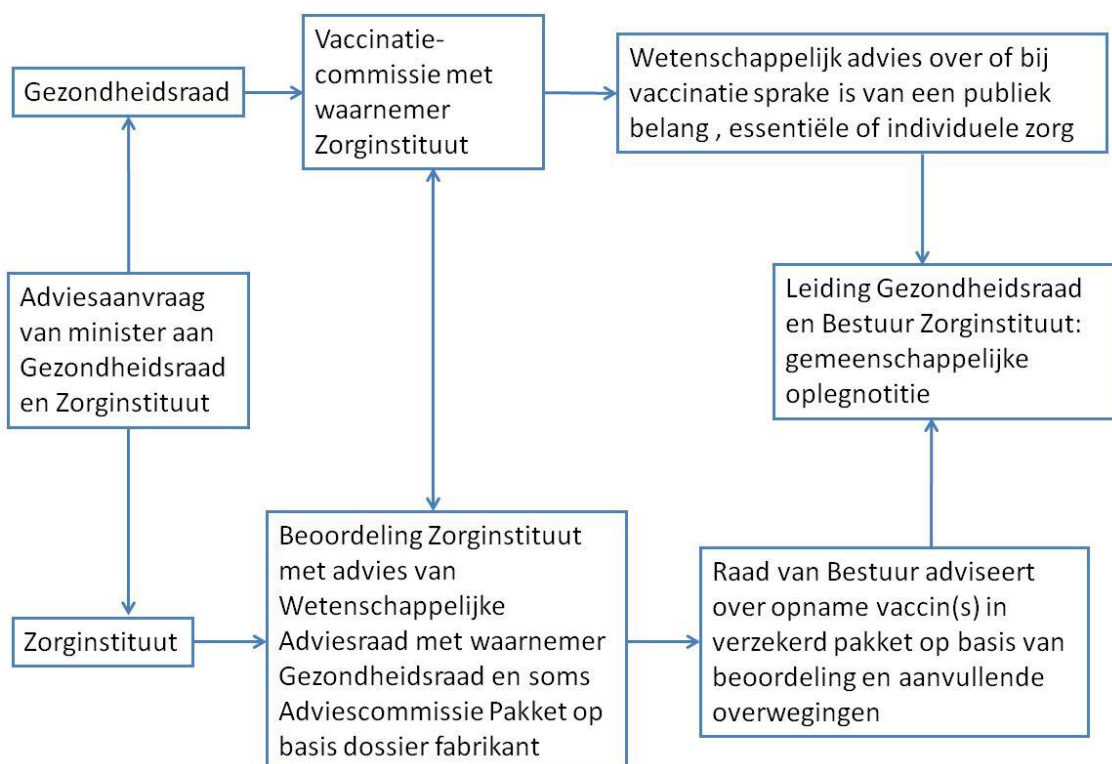 Gezondheidsraad
Vaccinatie-
commissie met
waarnemer
Zorginstituut
Wetenschappelijk advies over of bij
vaccinatie sprake is van een publiek
belang , essentiële of individuele zorg
Adviesaanvraag
van minister aan
Gezondheidsraad
en Zorginstituut
Leiding Gezondheidsraad
en Bestuur Zorginstituut:
gemeenschappelijke
oplegnotitie
Zorginstituut
Beoordeling Zorginstituut
met advies van
Wetenschappelijke
Adviesraad met waarnemer
Gezondheidsraad en soms
Adviescommissie Pakket op
basis dossier fabrikant
Raad van Bestuur adviseert
over opname vaccin(s) in
verzekerd pakket op basis van
beoordeling en aanvullende
overwegingen